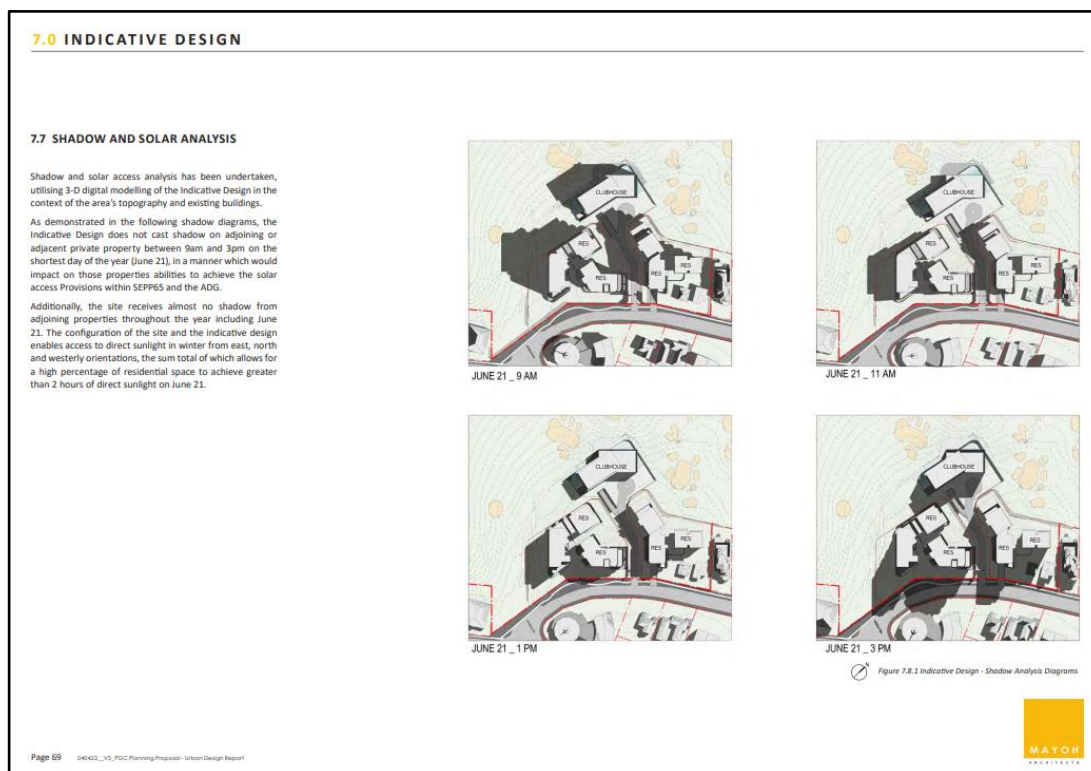 7.0 INDICATIVE DESIGN
7.7 SHADOW AND SOLAR ANALYSIS
Shadow and solar access analysis has been undertaken,
utilising 3-D digital modelling of the Indicative Design in the
context of the area's topography and existing buildings.
As demonstrated in the following shadow diagrams, the
Indicative Design does not cast shadow on adjoining or
adjacent private property between 9am and 3pm on the
shortest day of the year (June 21), in a manner which would
impact on those properties abilities to achieve the solar
access Provisions within SEPP65 and the ADG.
Additionally, the site receives almost no shadow from
adjoining properties throughout the year including June
21. The configuration of the site and the indicative design
enables access to direct sunlight in winter from east, north
and westerly orientations, the sum total of which allows for
a high percentage of residential space to achieve greater
than 2 hours of direct sunlight on June 21.
CLUBHOUSE
RES
RES
RES
RES
JUNE 21 _ 9 AM
CLUBHOUSE
RES
RES
RES
RES
JUNE 21 _ 11 AM
CLUBHOUSE
RES
RES
RES
RES
JUNE 21 _ 1 PM
CLUBHOUSE
RES
RES
RES
RES
JUNE 21 _ 3 PM
N
Figure 7.8.1 Indicative Design - Shadow Analysis Diagrams
MAYOH
ARCHITECTS
Page 69 040422__V3_PGC Planning Proposal - Urban Design Report